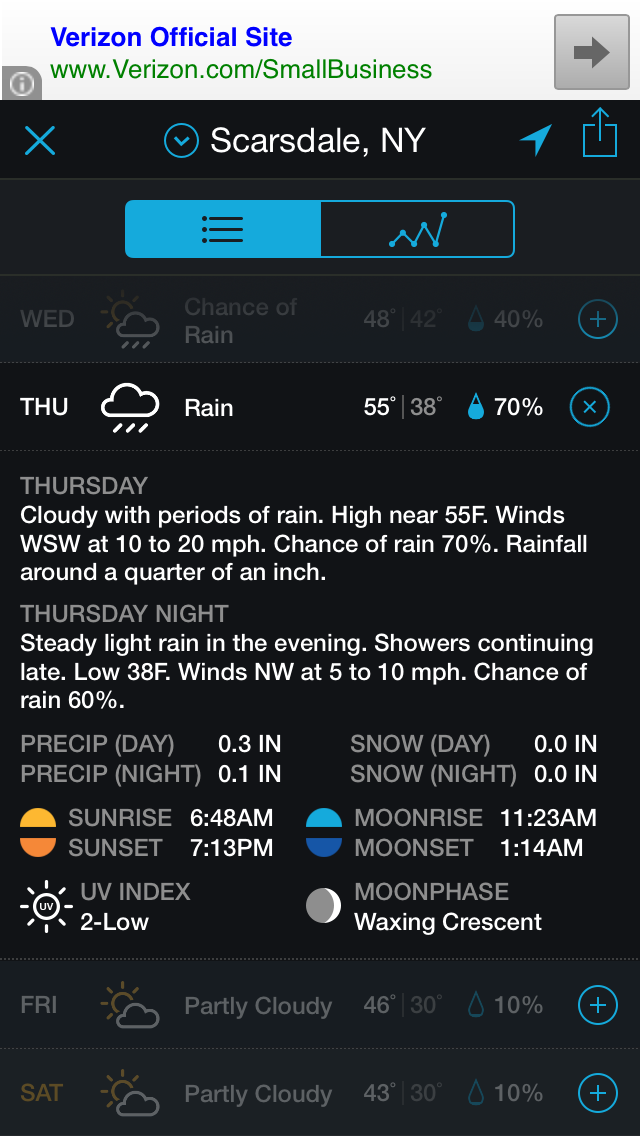 Verizon Official Site
www.Verizon.com/SmallBusiness
Scarsdale, NY
WED Chance of Rain 48° | 42° 40%
THU Rain 55° | 38° 70%
THURSDAY
Cloudy with periods of rain. High near 55F. Winds
WSW at 10 to 20 mph. Chance of rain 70%. Rainfall
around a quarter of an inch.
THURSDAY NIGHT
Steady light rain in the evening. Showers continuing
late. Low 38F. Winds NW at 5 to 10 mph. Chance of
rain 60%.
PRECIP (DAY) 0.3 IN SNOW (DAY) 0.0 IN
PRECIP (NIGHT) 0.1 IN SNOW (NIGHT) 0.0 IN
SUNRISE 6:48AM MOONRISE 11:23AM
SUNSET 7:13PM MOONSET 1:14AM
UV UV INDEX MOONPHASE
2-Low Waxing Crescent
FRI Partly Cloudy 46° | 30° 10%
SAT Partly Cloudy 43° | 30° 10%